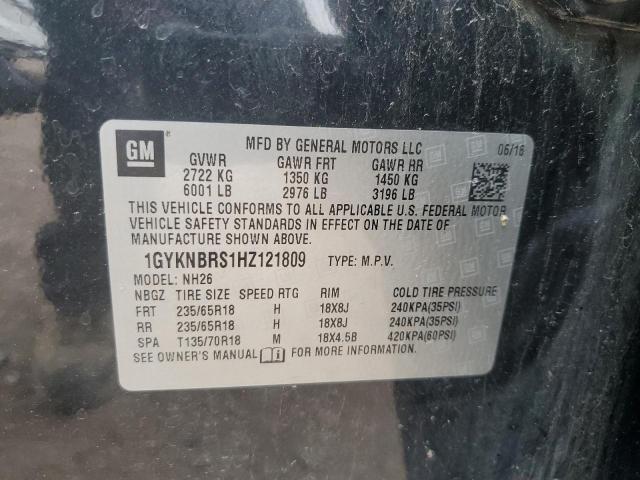 GM
MFD BY GENERAL MOTORS LLC 06/16
GVWR GAWR FRT GAWR RR
2722 KG 1350 KG 1450 KG
6001 LB 2976 LB 3196 LB
THIS VEHICLE CONFORMS TO ALL APPLICABLE U.S. FEDERAL MOTOR
VEHICLE SAFETY STANDARDS IN EFFECT ON THE DATE OF
MANUFACTURE SHOWN ABOVE.
1GYKNBRS1HZ121809 TYPE: M.P.V.
MODEL: NH26
NBGZ TIRE SIZE SPEED RTG RIM COLD TIRE PRESSURE
FRT 235/65R18 H 18X8J 240KPA(35PSI)
RR 235/65R18 H 18X8J 240KPA(35PSI)
SPA T135/70R18 M 18X4.5B 420KPA(60PSI)
SEE OWNER'S MANUAL FOR MORE INFORMATION.